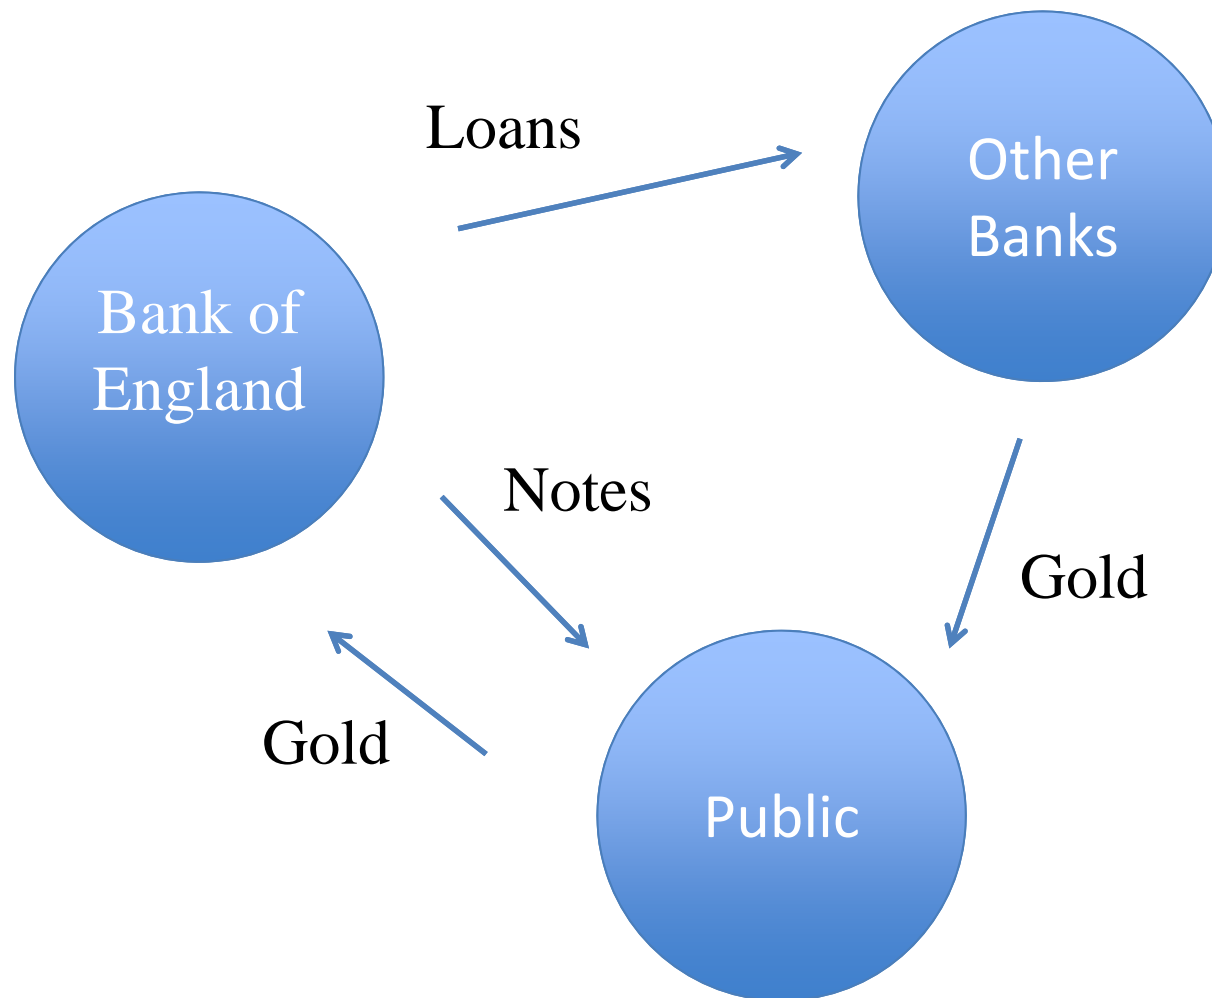 Loans
Other
Banks
Bank of
England
Notes
Gold
Gold
Public